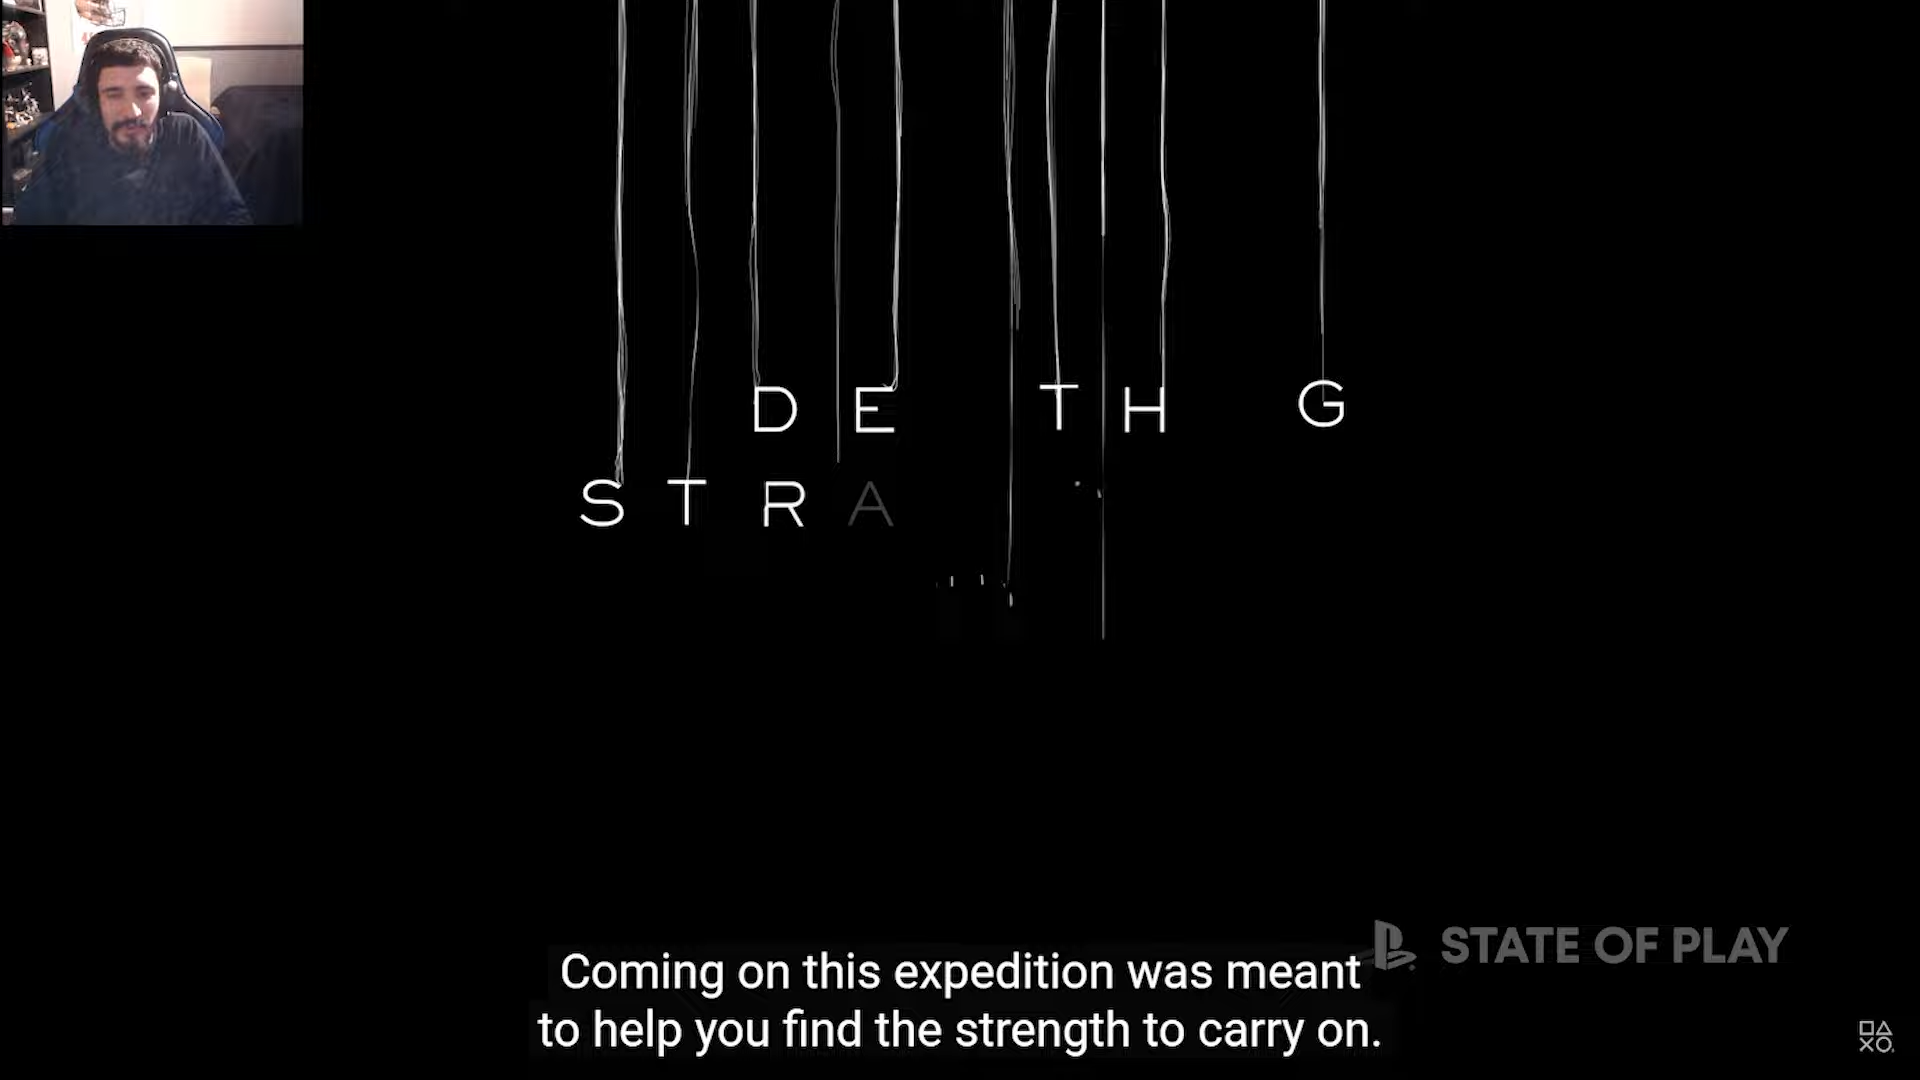 D E T H G
S T R A
STATE OF PLAY
Coming on this expedition was meant
to help you find the strength to carry on.